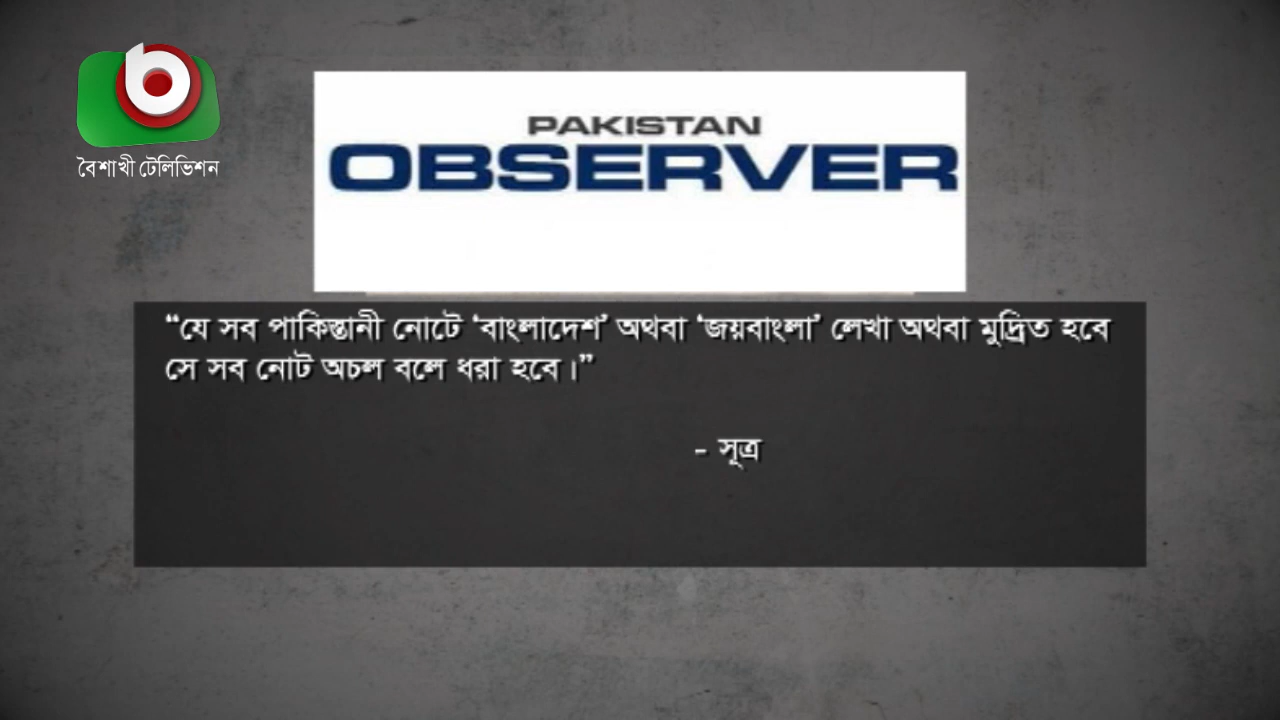 বৈশাখী টেলিভিশন
PAKISTAN
OBSERVER
“যে সব পাকিস্তানী নোটে ‘বাংলাদেশ’ অথবা ‘জয়বাংলা’ লেখা অথবা মুদ্রিত হবে
সে সব নোট অচল বলে ধরা হবে।”
- সূত্র